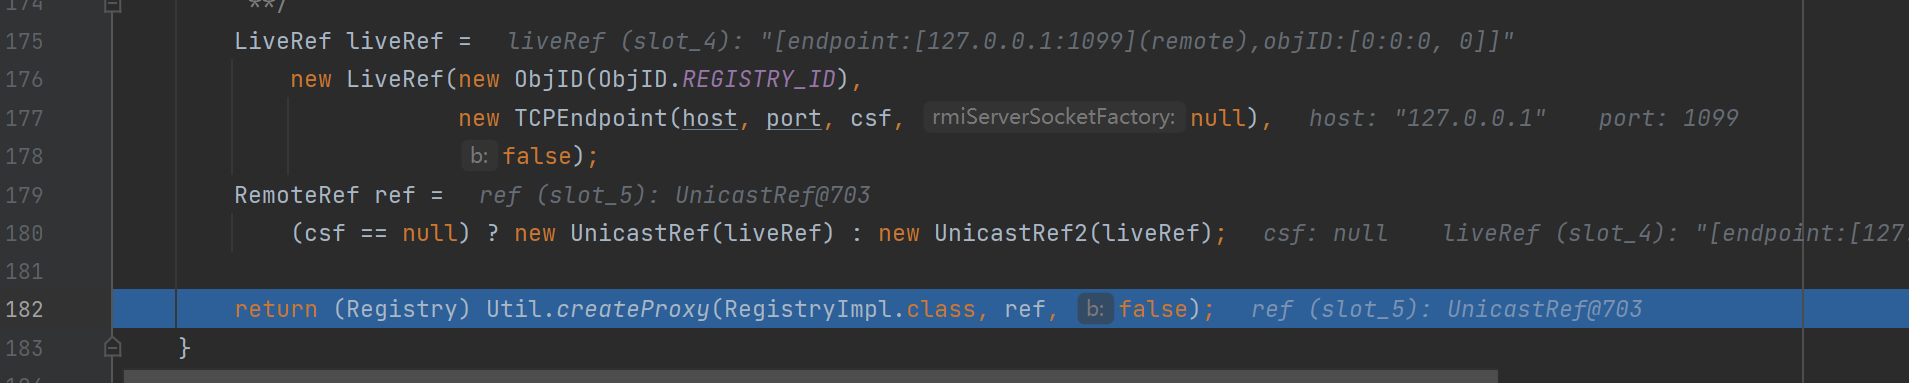 174 **/
175 LiveRef liveRef = liveRef (slot_4): "[endpoint:[127.0.0.1:1099](remote),objID:[0:0:0, 0]]"
176 new LiveRef(new ObjID(ObjID.REGISTRY_ID),
177 new TCPEndpoint(host, port, csf, rmiServerSocketFactory: null), host: "127.0.0.1" port: 1099
178 b: false);
179 RemoteRef ref = ref (slot_5): UnicastRef@703
180 (csf == null) ? new UnicastRef(liveRef) : new UnicastRef2(liveRef); csf: null liveRef (slot_4): "[endpoint:[127.
181
182 return (Registry) Util.createProxy(RegistryImpl.class, ref, b: false); ref (slot_5): UnicastRef@703
183 }